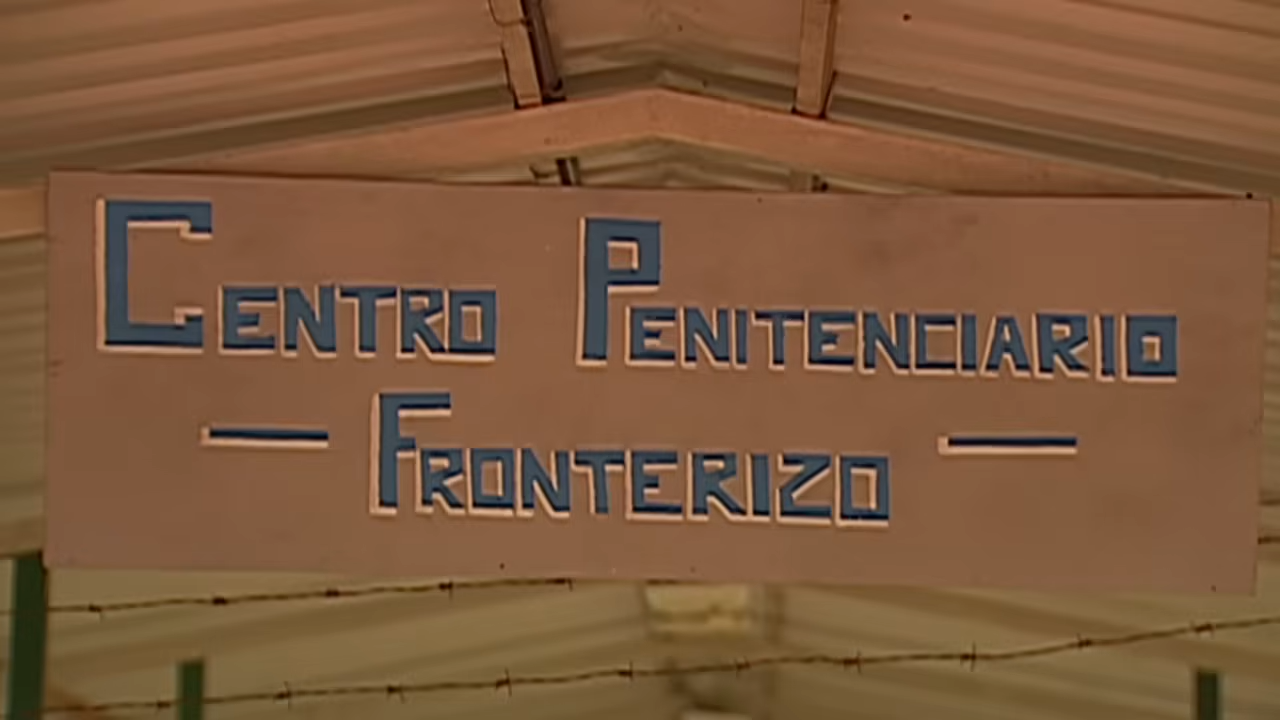 CENTRO PENITENCIARIO
— FRONTERIZO —